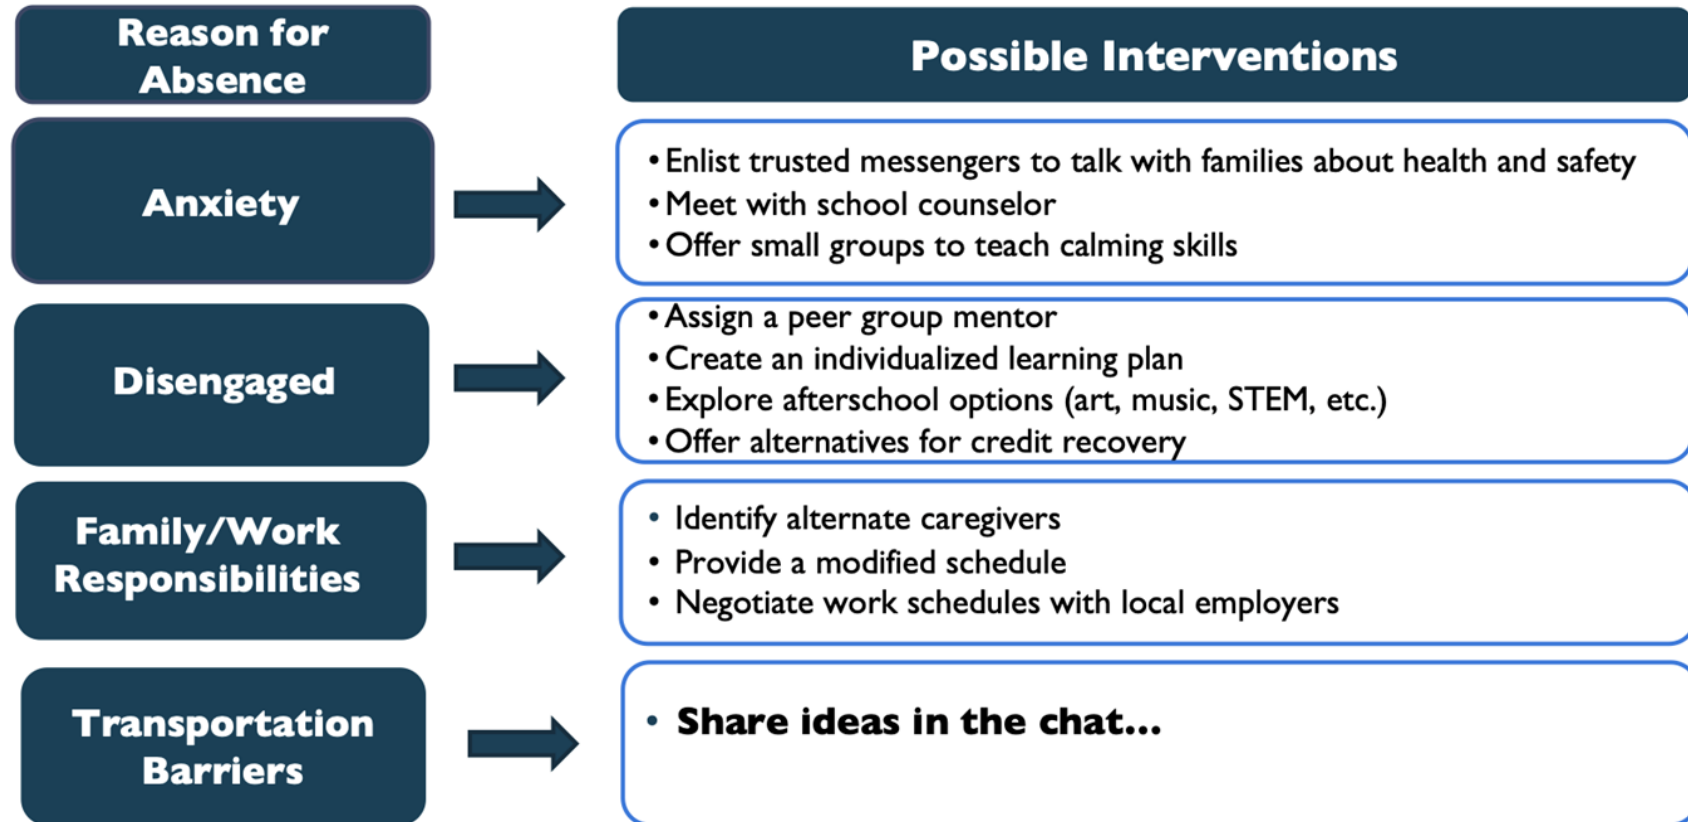 Reason for
Absence
Possible Interventions
Anxiety
•Enlist trusted messengers to talk with families about health and safety
•Meet with school counselor
•Offer small groups to teach calming skills
Disengaged
•Assign a peer group mentor
•Create an individualized learning plan
•Explore afterschool options (art, music, STEM, etc.)
•Offer alternatives for credit recovery
Family/Work
Responsibilities
• Identify alternate caregivers
• Provide a modified schedule
• Negotiate work schedules with local employers
Transportation
Barriers
• Share ideas in the chat...